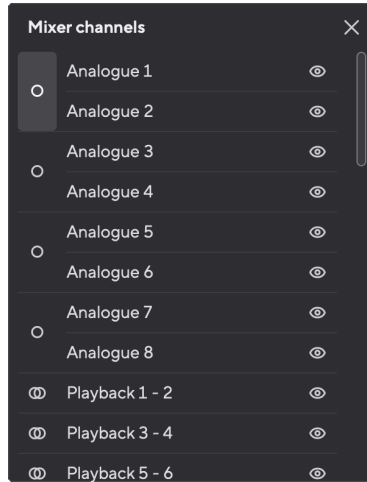 Mixer channels
Analogue 1
Analogue 2
Analogue 3
Analogue 4
Analogue 5
Analogue 6
Analogue 7
Analogue 8
Playback 1 - 2
Playback 3 - 4
Playback 5 - 6